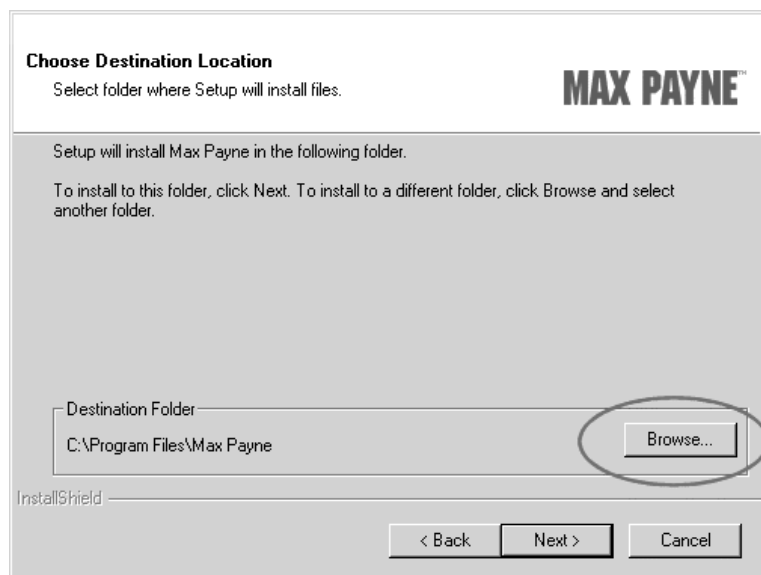 Choose Destination Location
Select folder where Setup will install files.
MAX PAYNE™
Setup will install Max Payne in the following folder.
To install to this folder, click Next. To install to a different folder, click Browse and select
another folder.
Destination Folder
C:\Program Files\Max Payne
Browse...
InstallShield
< Back
Next >
Cancel